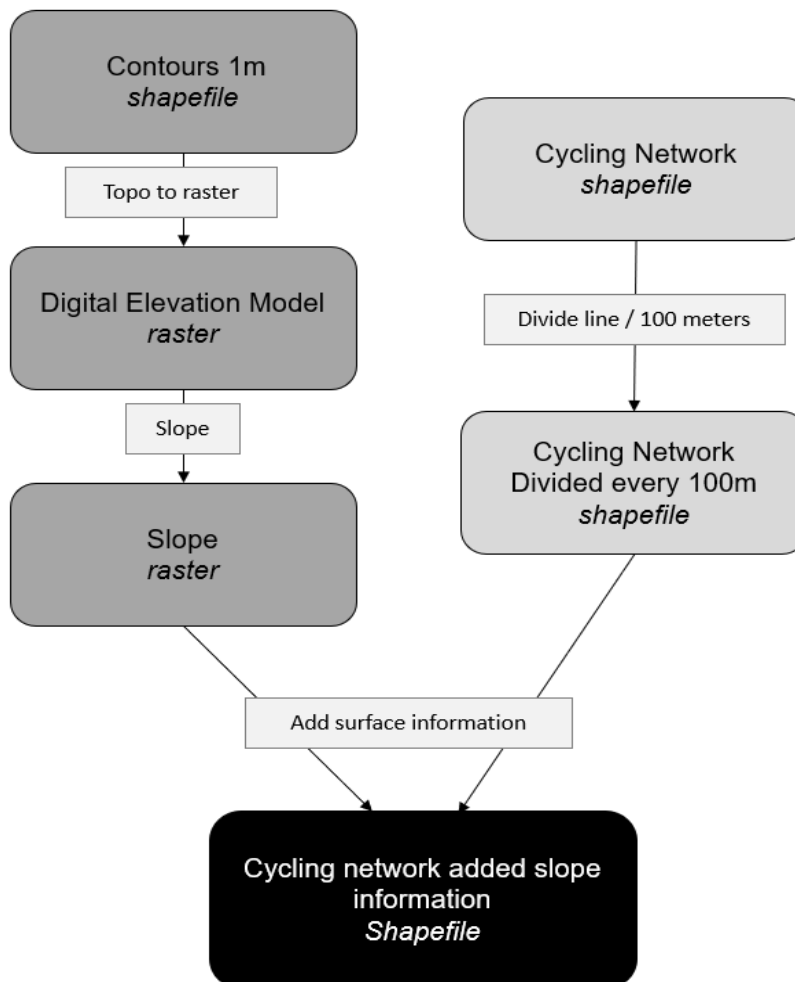 Contours 1m
shapefile
Topo to raster
Digital Elevation Model
raster
Slope
Slope
raster
Cycling Network
shapefile
Divide line / 100 meters
Cycling Network
Divided every 100m
shapefile
Add surface information
Cycling network added slope
information
Shapefile